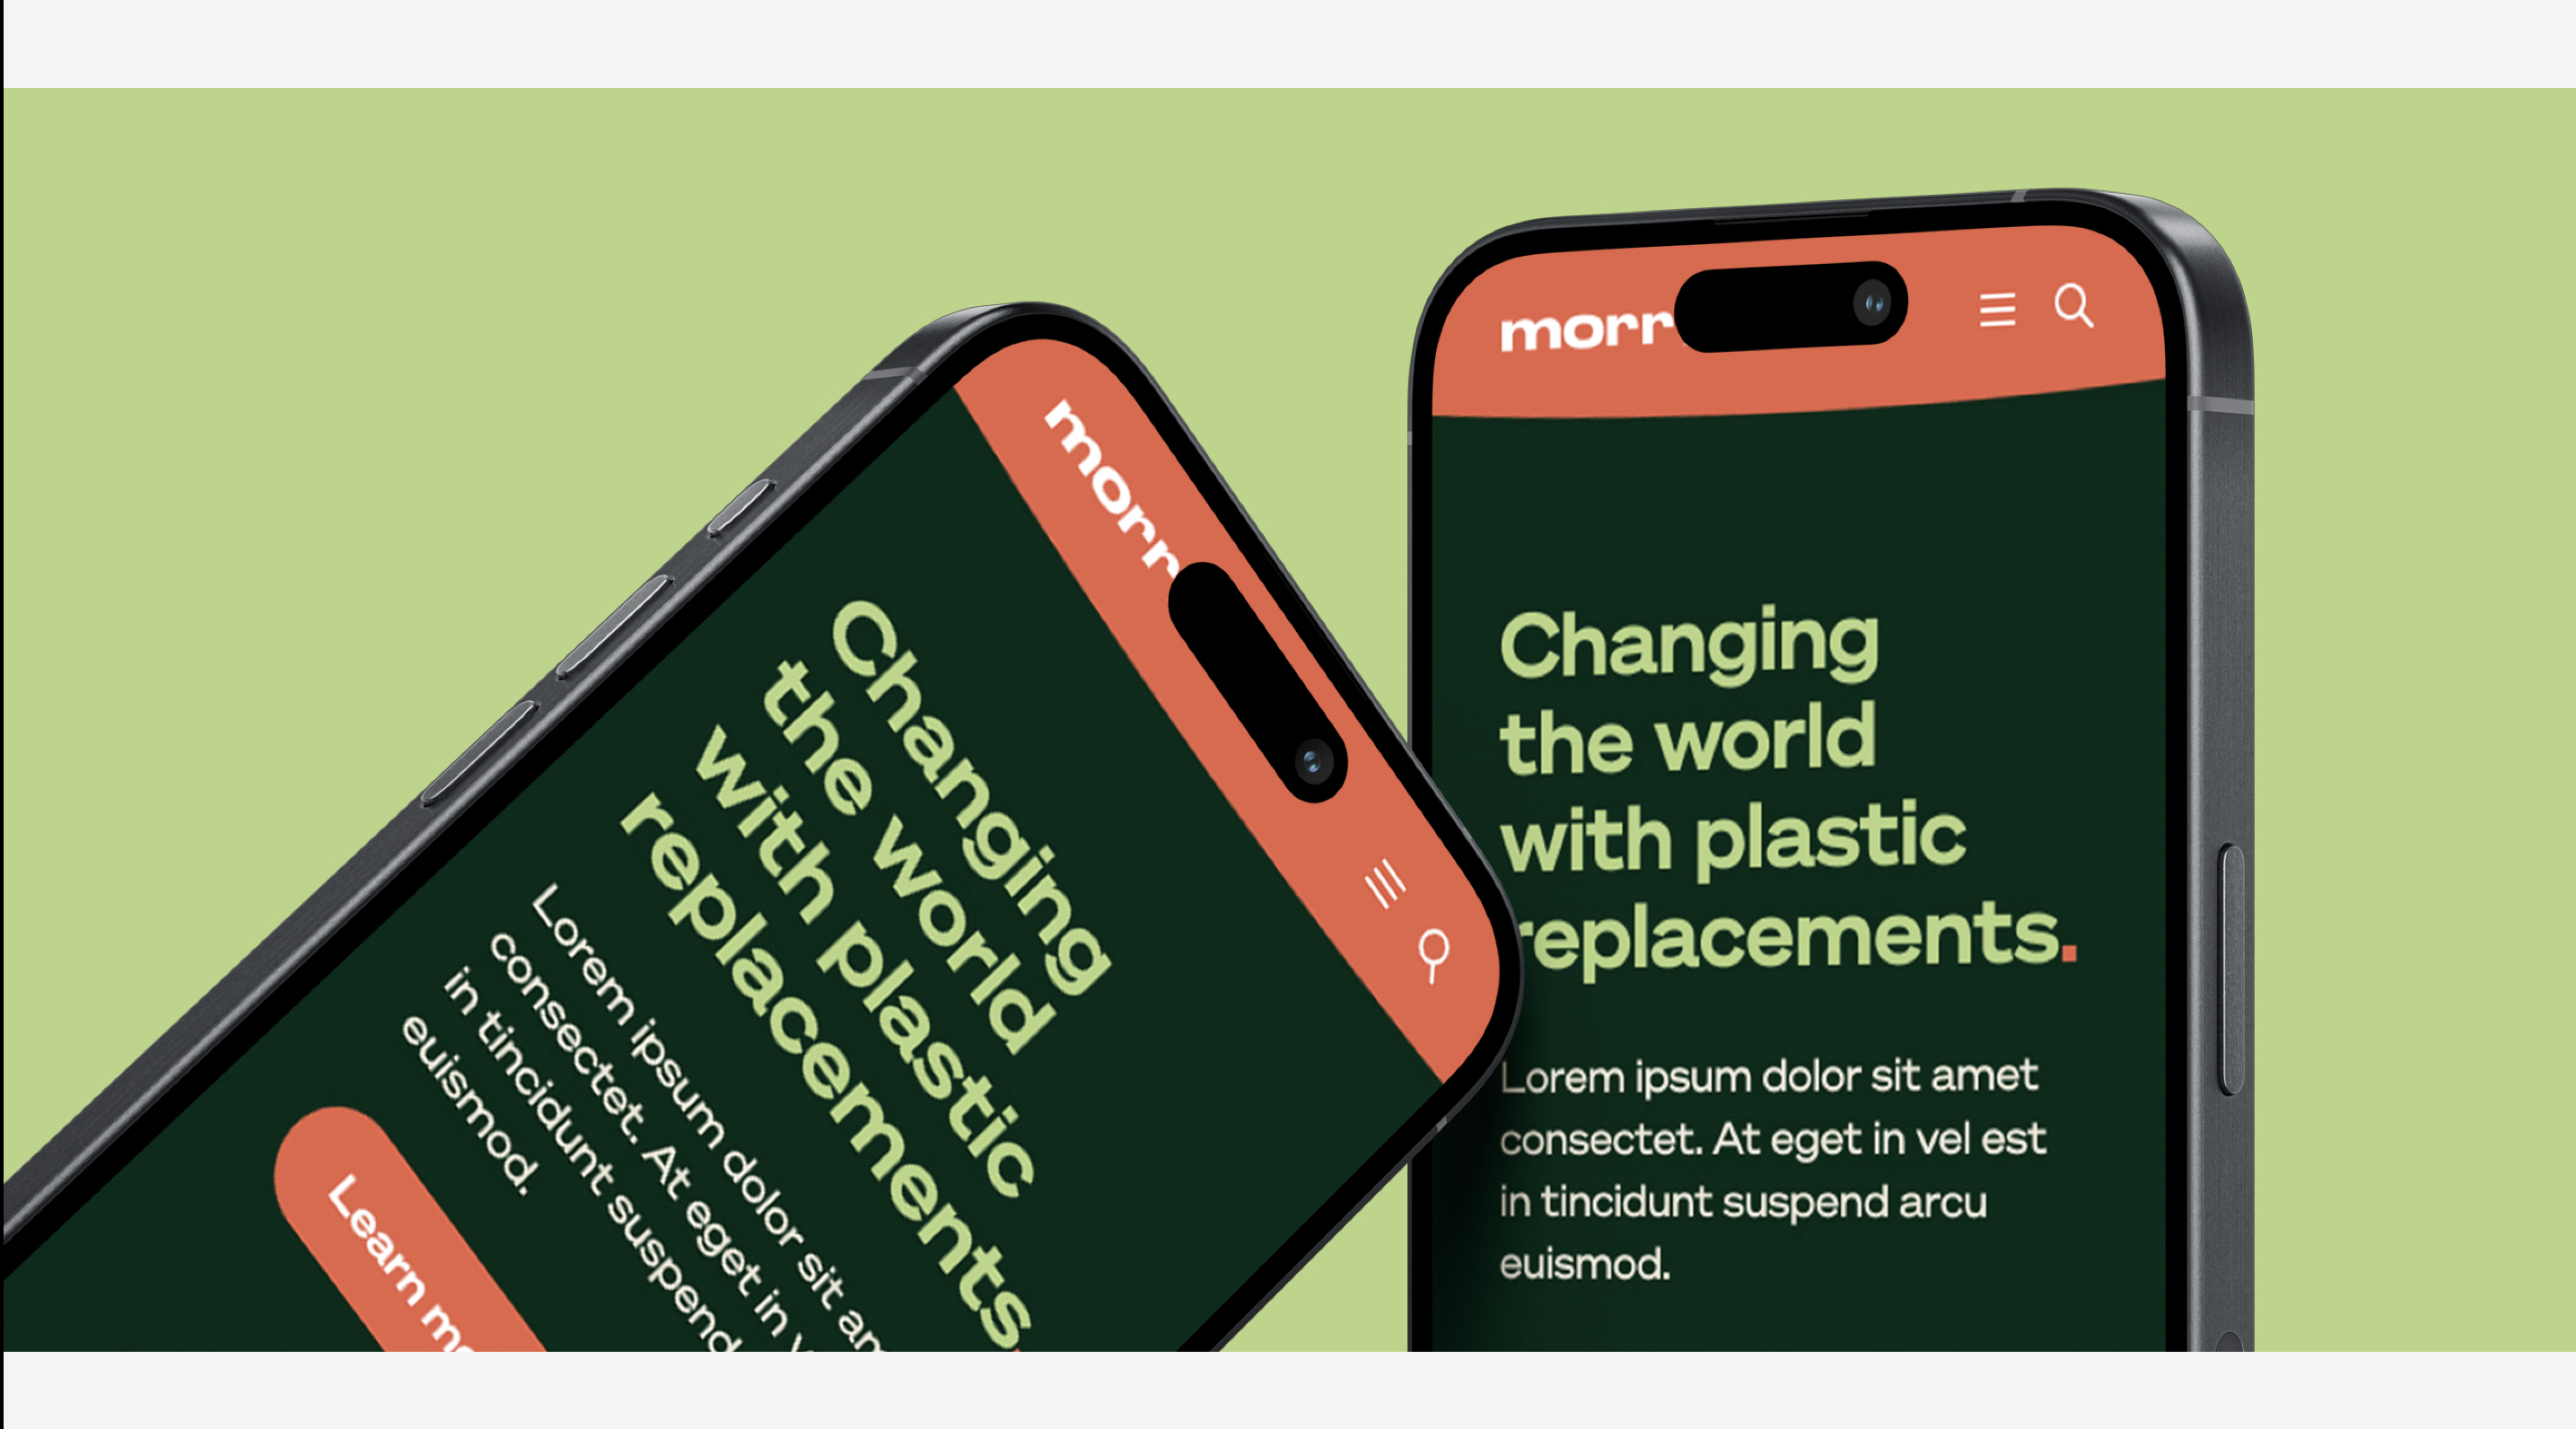 morr
Changing
the world
with plastic
replacements
Lorem ipsum dolor sit
consectet. At eget in
in tincidunt suspend
euismod.
Learn
morr
Changing
the world
with plastic
replacements.
Lorem ipsum dolor sit amet
consectet. At eget in vel est
in tincidunt suspend arcu
euismod.